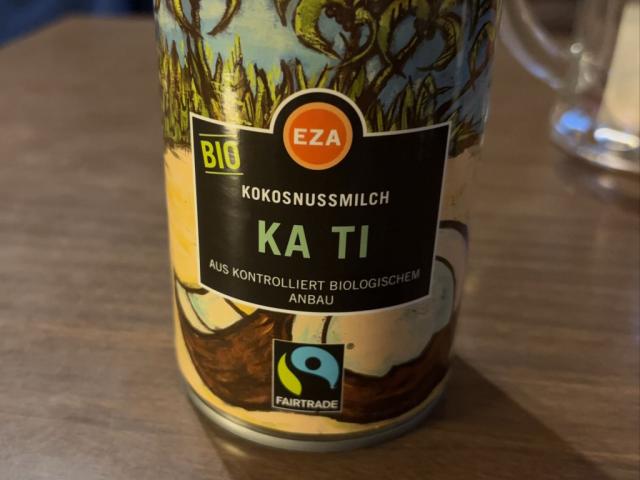 EZA
BIO
KOKOSNUSSMILCH
KA TI
AUS KONTROLLIERT BIOLOGISCHEM
ANBAU
®
FAIRTRADE